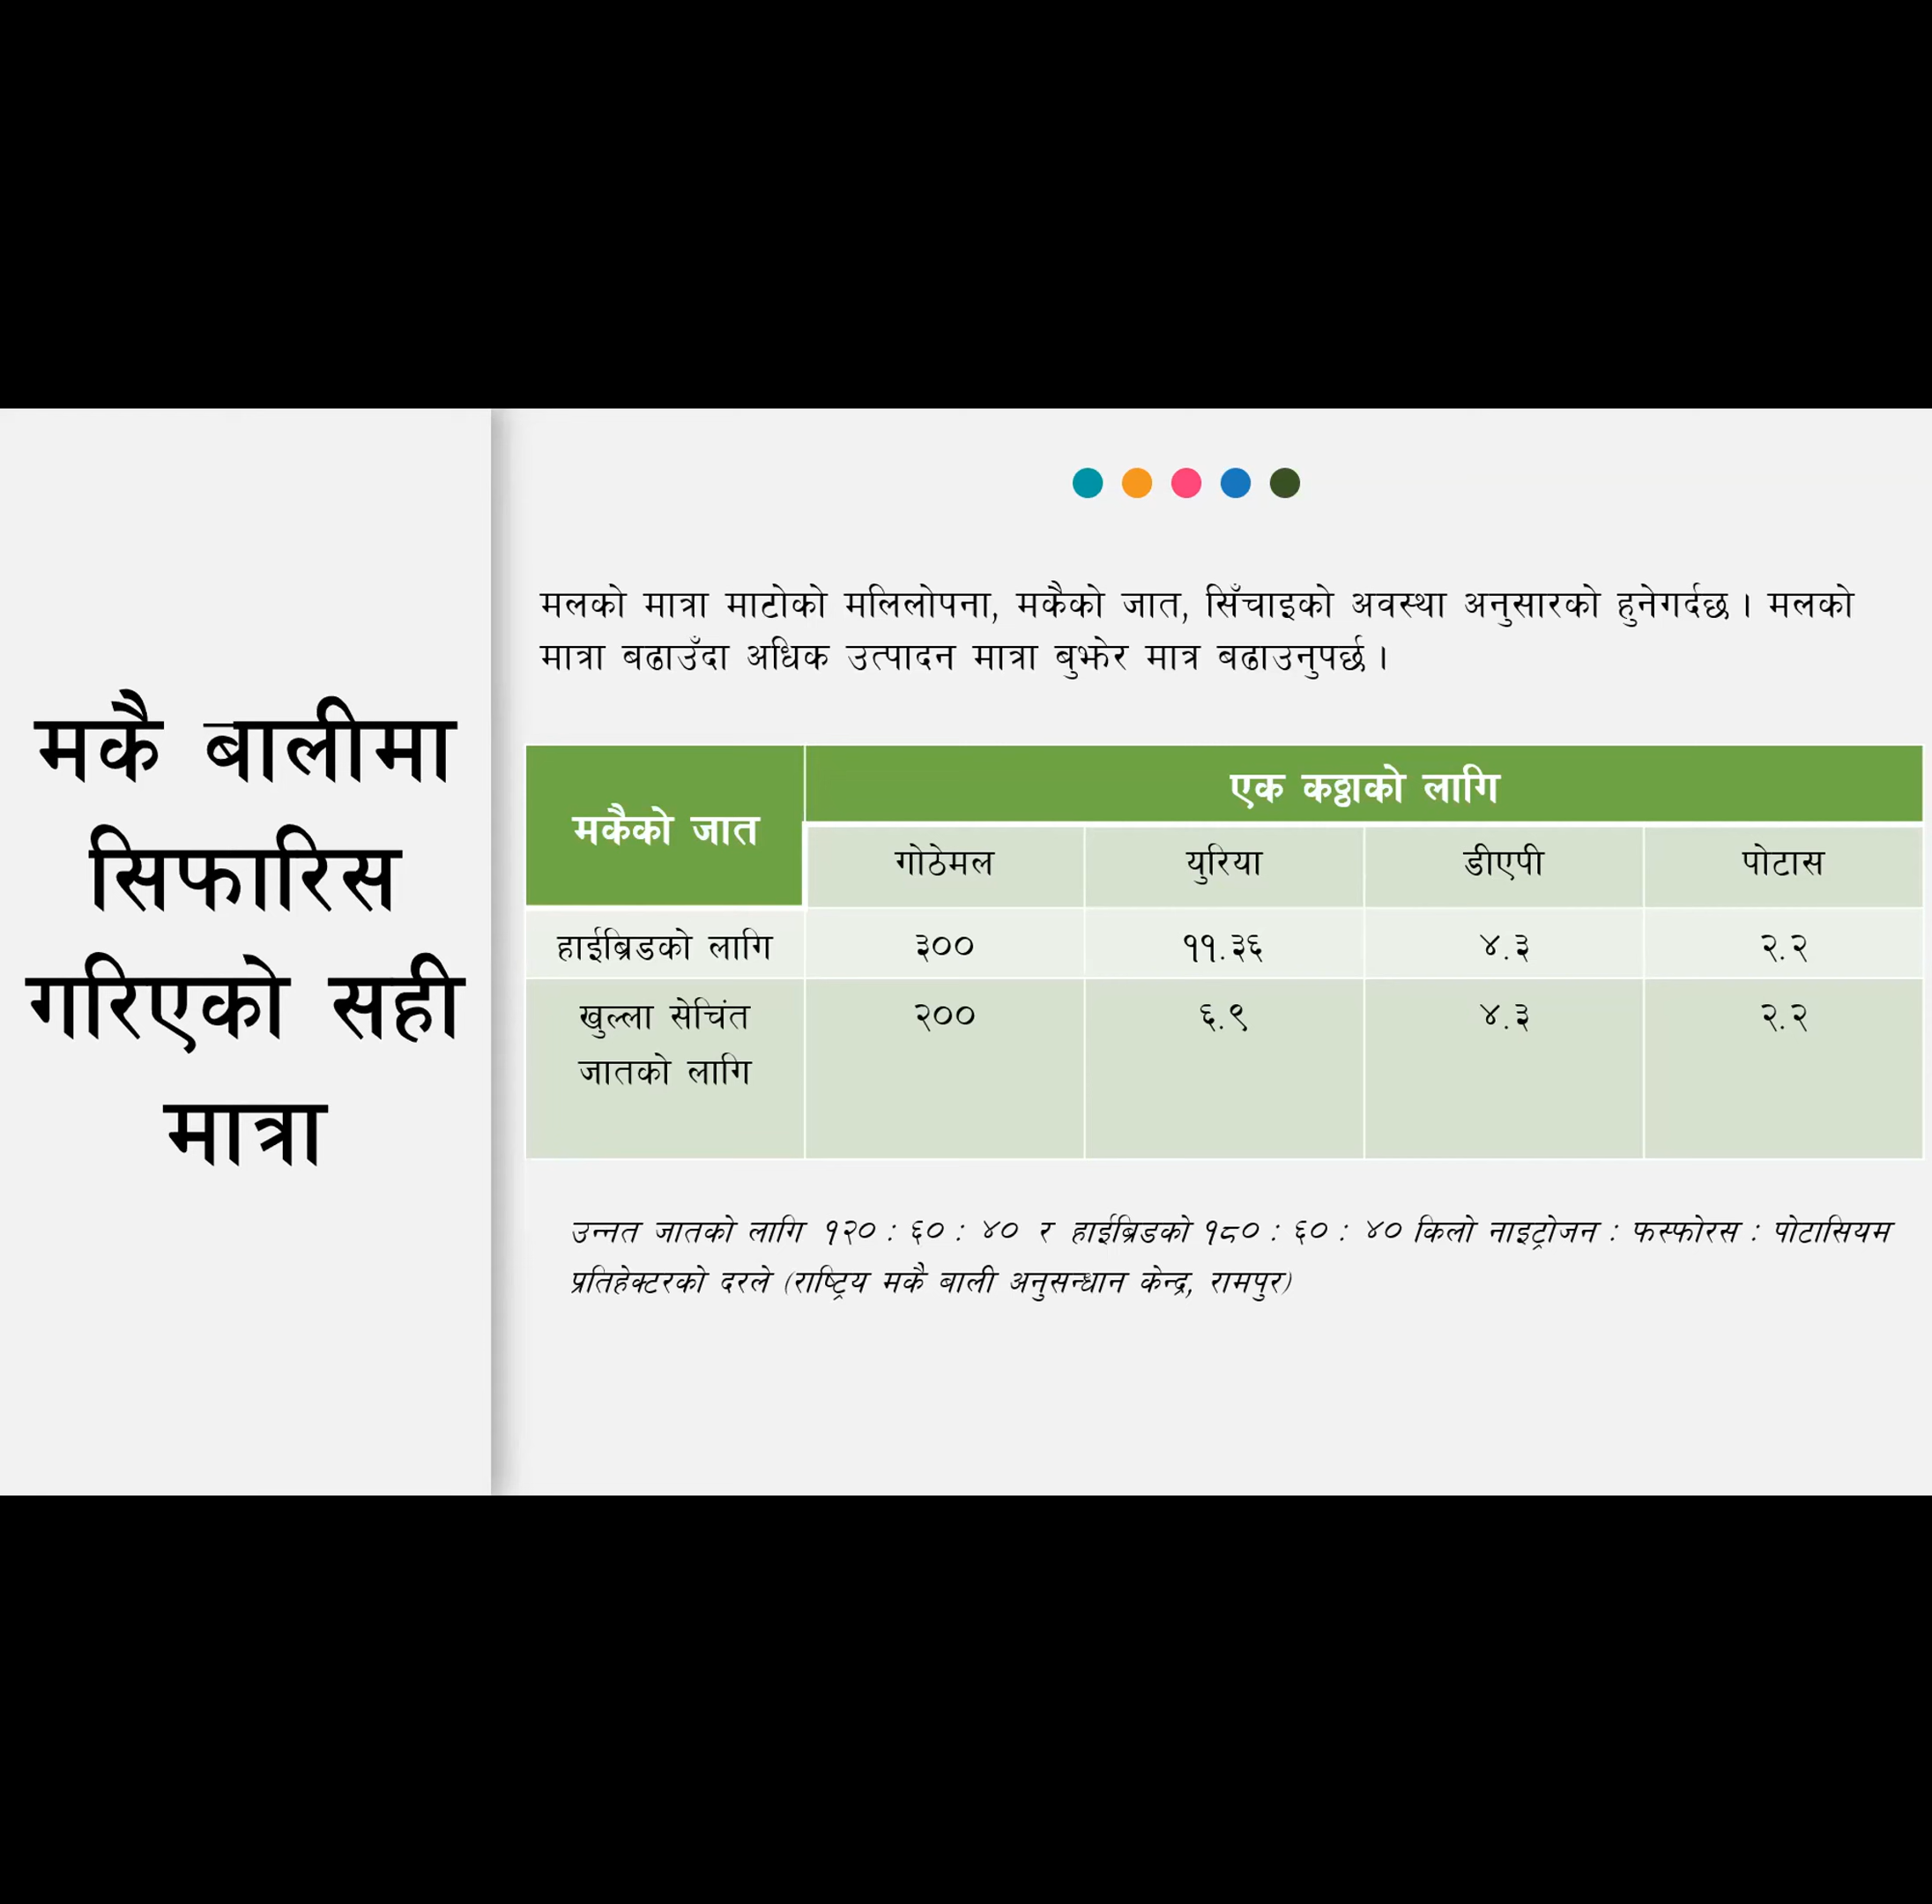 मकै बालीमा
सिफारिस
गरिएको सही
मात्रा
मलको मात्रा माटोको मलिलोपना, मकैको जात, सिँचाइको अवस्था अनुसारको हुनेगर्दछ । मलको
मात्रा बढाउँदा अधिक उत्पादन मात्रा बुझेर मात्र बढाउनुपर्छ ।
मकैको जात
एक कठ्ठाको लागि
गोठेमल युरिया डीएपी पोटास
हाईब्रिडको लागि ३०० ११.३६ ४.३ २.२
खुल्ला सेचिंत २०० ६.९ ४.३ २.२
जातको लागि
उन्नत जातको लागि १२० : ६० : ४० र हाईब्रिडको १८० : ६० : ४० किलो नाइट्रोजन : फस्फोरस : पोटासियम
प्रतिहेक्टरको दरले (राष्ट्रिय मकै बाली अनुसन्धान केन्द्र, रामपुर)